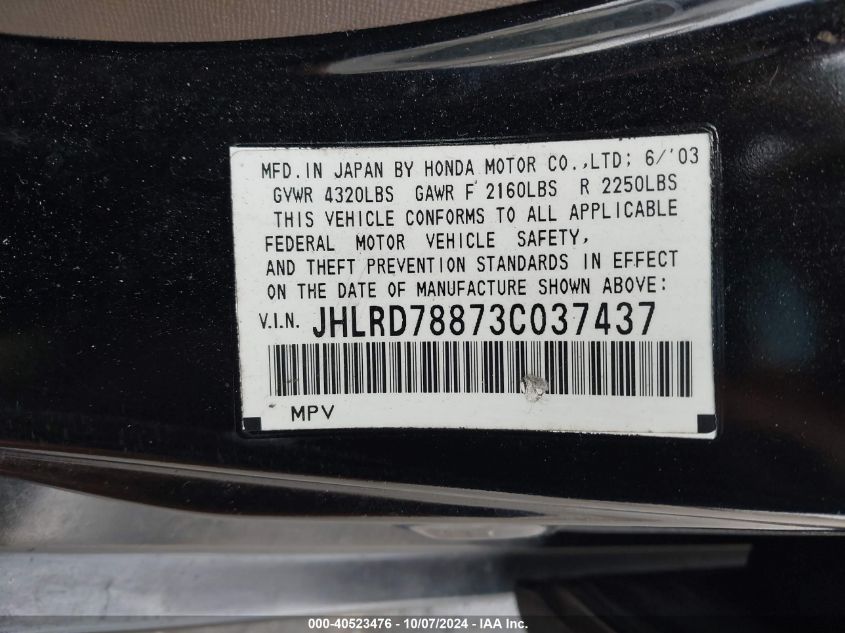 MFD. IN JAPAN BY HONDA MOTOR CO.,LTD; 6/'03
GVWR 4320LBS GAWR F 2160LBS R 2250LBS
THIS VEHICLE CONFORMS TO ALL APPLICABLE
FEDERAL MOTOR VEHICLE SAFETY,
AND THEFT PREVENTION STANDARDS IN EFFECT
ON THE DATE OF MANUFACTURE SHOWN ABOVE:
V.I.N. JHLRD78873C037437
MPV
000-40523476 - 10/07/2024 - IAA Inc.